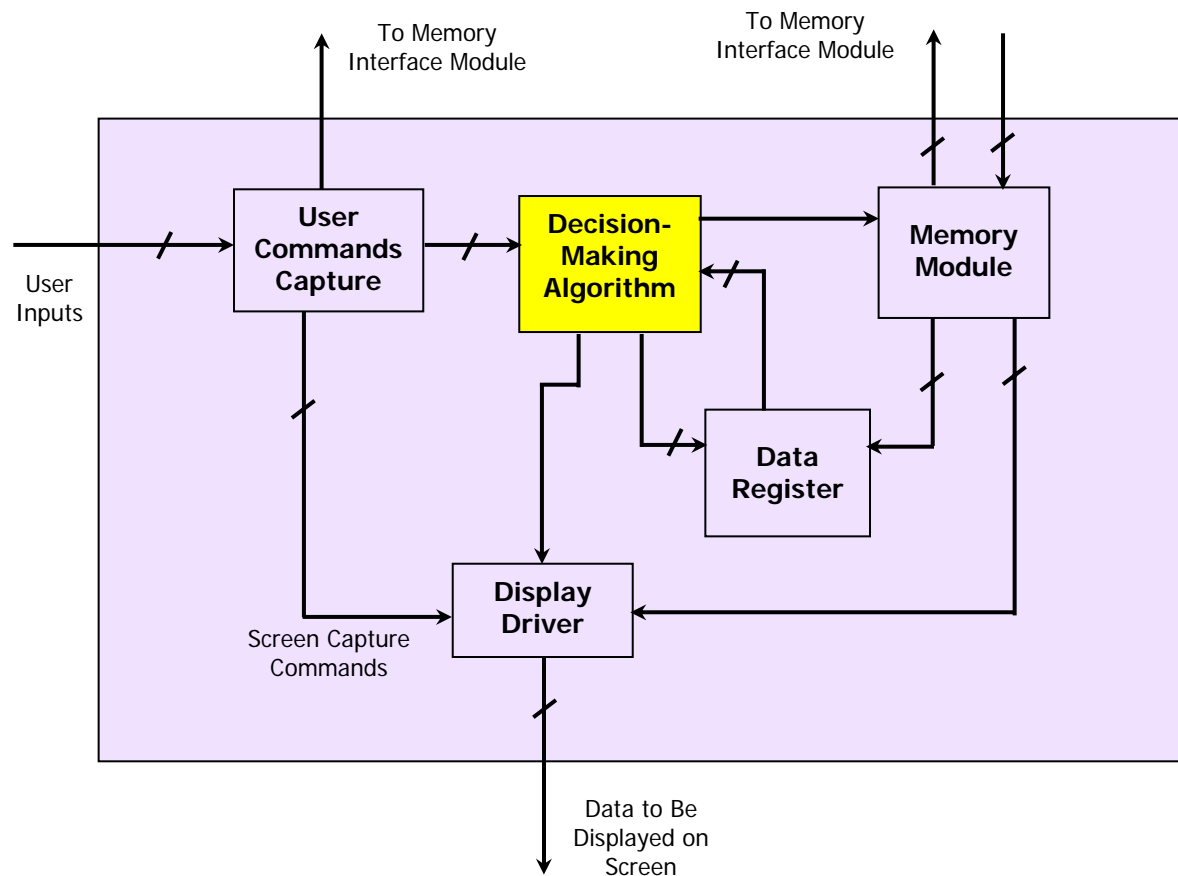 To Memory
Interface Module
To Memory
Interface Module
User
Commands
Capture
Decision-
Making
Algorithm
Memory
Module
User
Inputs
Data
Register
Display
Driver
Screen Capture
Commands
Data to Be
Displayed on
Screen